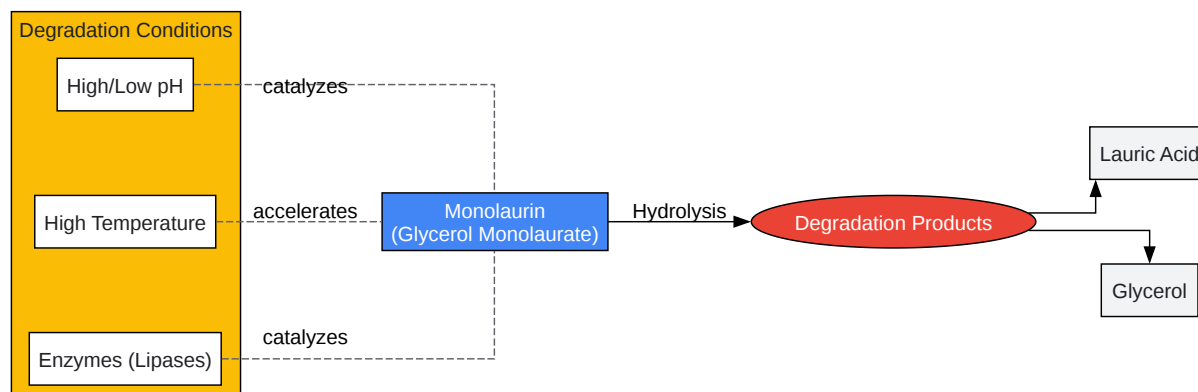 Degradation Conditions
High/Low pH
catalyzes
High Temperature
accelerates
Enzymes (Lipases)
catalyzes
Monolaurin
(Glycerol Monolaurate)
Hydrolysis
Degradation Products
Lauric Acid
Glycerol